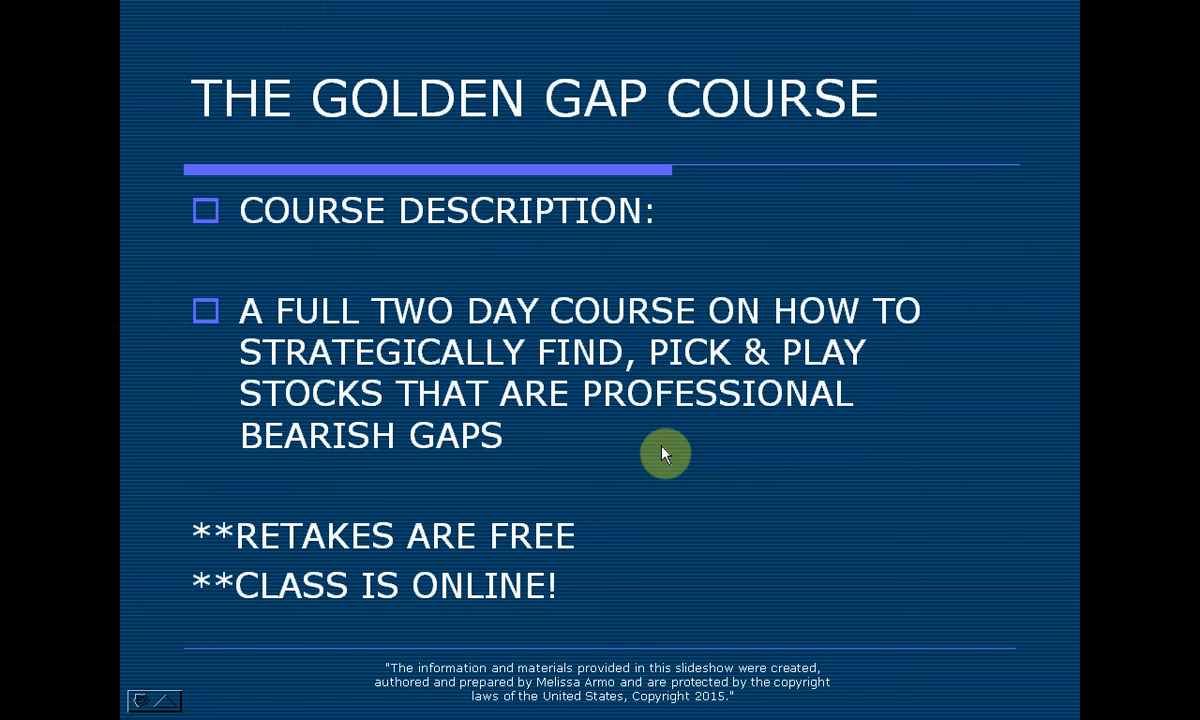 THE GOLDEN GAP COURSE
COURSE DESCRIPTION:
A FULL TWO DAY COURSE ON HOW TO
STRATEGICALLY FIND, PICK & PLAY
STOCKS THAT ARE PROFESSIONAL
BEARISH GAPS
**RETAKES ARE FREE
**CLASS IS ONLINE!
"The information and materials provided in this slideshow were created,
authored and prepared by Melissa Armo and are protected by the copyright
laws of the United States, Copyright 2015."